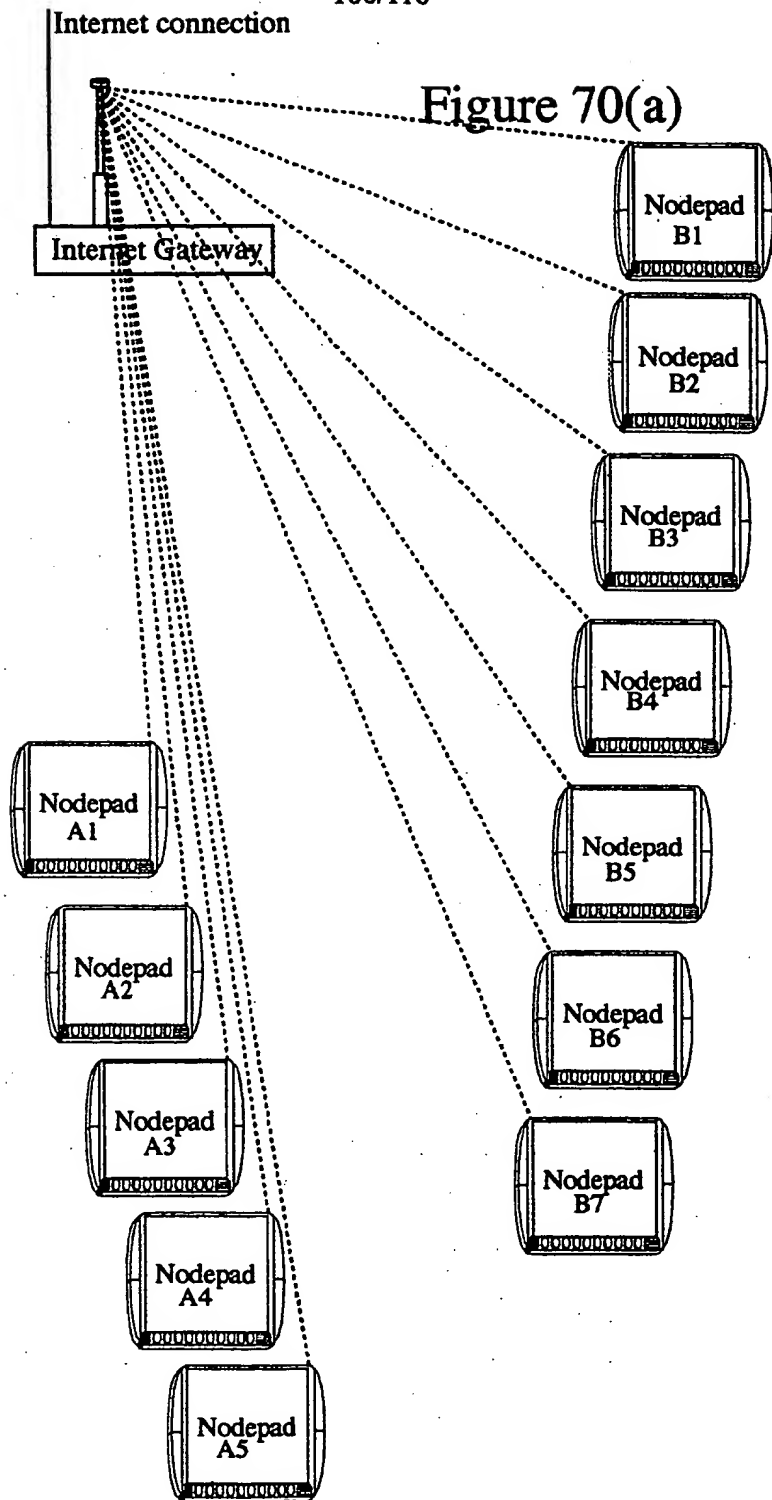 Internet connection
Figure 70(a)
Internet Gateway
Nodepad
B1
Nodepad
B2
Nodepad
B3
Nodepad
B4
Nodepad
B5
Nodepad
B6
Nodepad
B7
Nodepad
A1
Nodepad
A2
Nodepad
A3
Nodepad
A4
Nodepad
A5